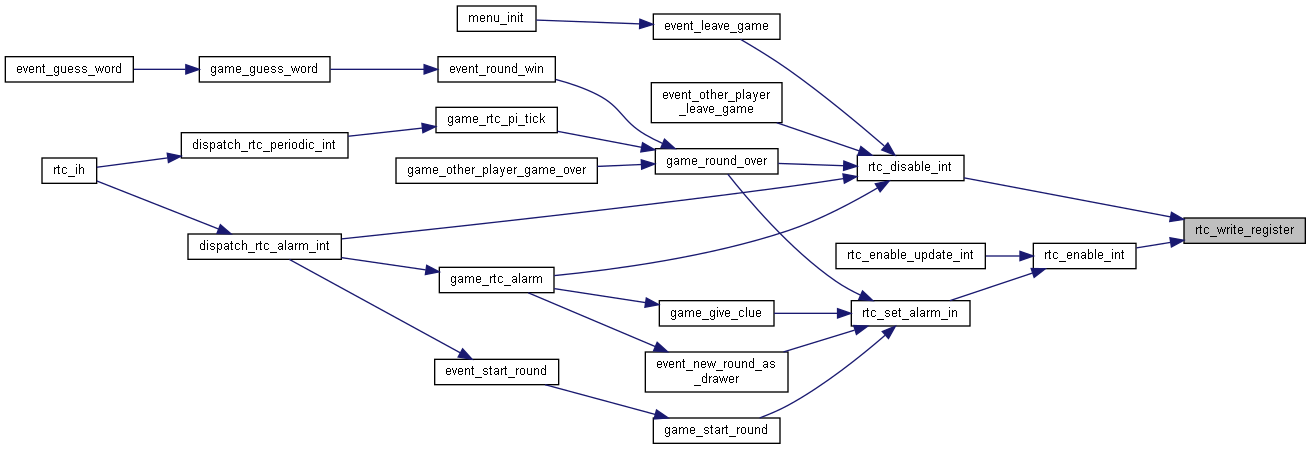 menu_init
event_leave_game
event_guess_word
game_guess_word
event_round_win
event_other_player
_leave_game
game_rtc_pi_tick
dispatch_rtc_periodic_int
rtc_ih
game_other_player_game_over
game_round_over
rtc_disable_int
rtc_write_register
dispatch_rtc_alarm_int
rtc_enable_update_int
rtc_enable_int
game_rtc_alarm
game_give_clue
rtc_set_alarm_in
event_new_round_as
_drawer
event_start_round
game_start_round